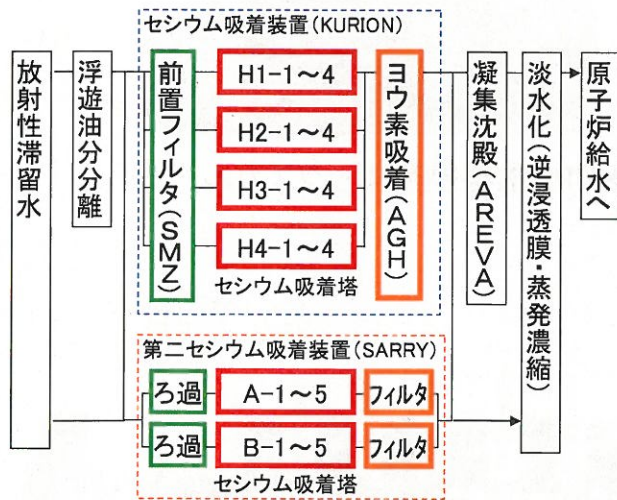 放射性滞留水
浮遊油分分離
セシウム吸着装置(KURION)
前置フィルタ(SMZ)
H1-1～4
H2-1～4
H3-1～4
H4-1～4
セシウム吸着塔
ヨウ素吸着(AGH)
凝集沈殿(AREVA)
淡水化(逆浸透膜・蒸発濃縮)
原子炉給水へ
第二セシウム吸着装置(SARRY)
ろ過
A-1～5
フィルタ
ろ過
B-1～5
フィルタ
セシウム吸着塔